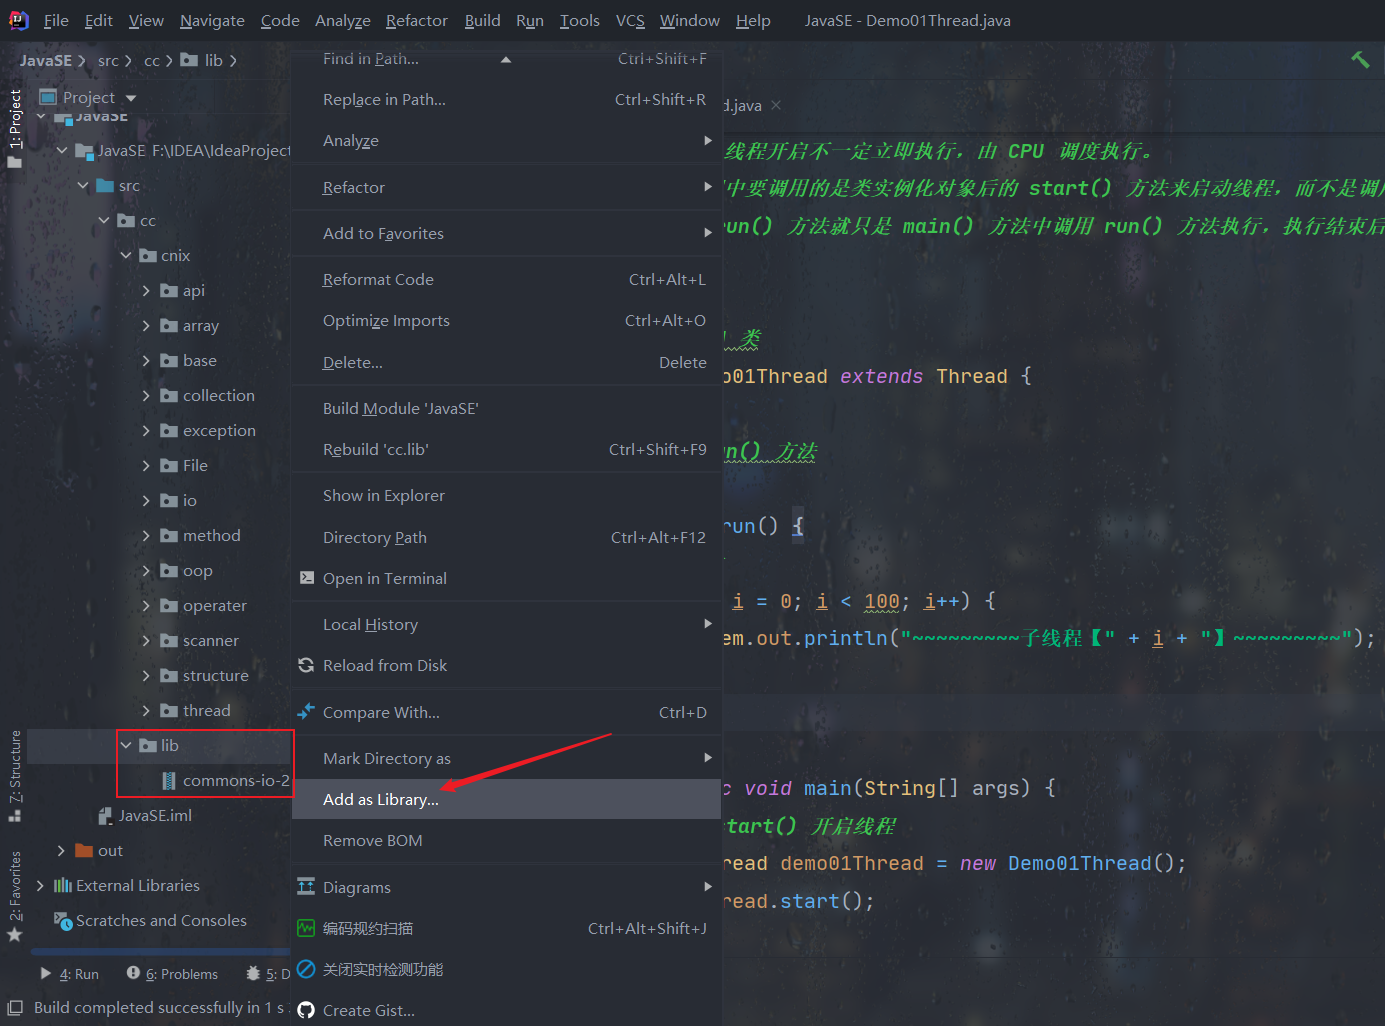 File Edit View Navigate Code Analyze Refactor Build Run Tools VCS Window Help JavaSE - Demo01Thread.java
JavaSE src cc lib
Project
1: Project
JavaSE
JavaSE F:\IDEA\IdeaProject
src
cc
cnix
api
array
base
collection
exception
File
io
method
oop
operater
scanner
structure
thread
lib
commons-io-2
JavaSE.iml
out
External Libraries
Scratches and Consoles
7: Structure
2: Favorites
4: Run 6: Problems 5: D
Build completed successfully in 1 s
Find in Path... Ctrl+Shift+F
Replace in Path... Ctrl+Shift+R
Analyze
Refactor
Add to Favorites
Reformat Code Ctrl+Alt+L
Optimize Imports Ctrl+Alt+O
Delete... Delete
Build Module 'JavaSE'
Rebuild 'cc.lib' Ctrl+Shift+F9
Show in Explorer
Directory Path Ctrl+Alt+F12
Open in Terminal
Local History
Reload from Disk
Compare With... Ctrl+D
Mark Directory as
Add as Library...
Remove BOM
Diagrams
编码规约扫描 Ctrl+Alt+Shift+J
关闭实时检测功能
Create Gist...
d.java
线程开启不一定立即执行，由 CPU 调度执行。
中要调用的是类实例化对象后的 start() 方法来启动线程，而不是调用
run() 方法就只是 main() 方法中调用 run() 方法执行，执行结束后
类
o01Thread extends Thread {
n() 方法
run() {
i = 0; i < 100; i++) {
em.out.println("~~~~~~~~~子线程【" + i + "】~~~~~~~~~");
c void main(String[] args) {
tart() 开启线程
read demo01Thread = new Demo01Thread();
read.start();